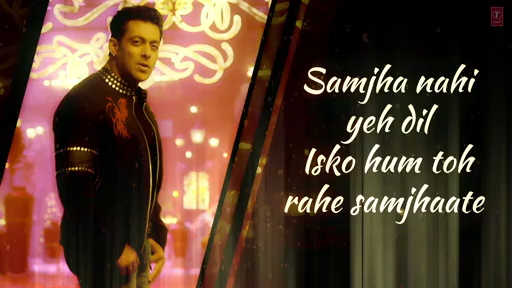 Samjha nahi
yeh dil
Isko hum toh
rahe samjhaate